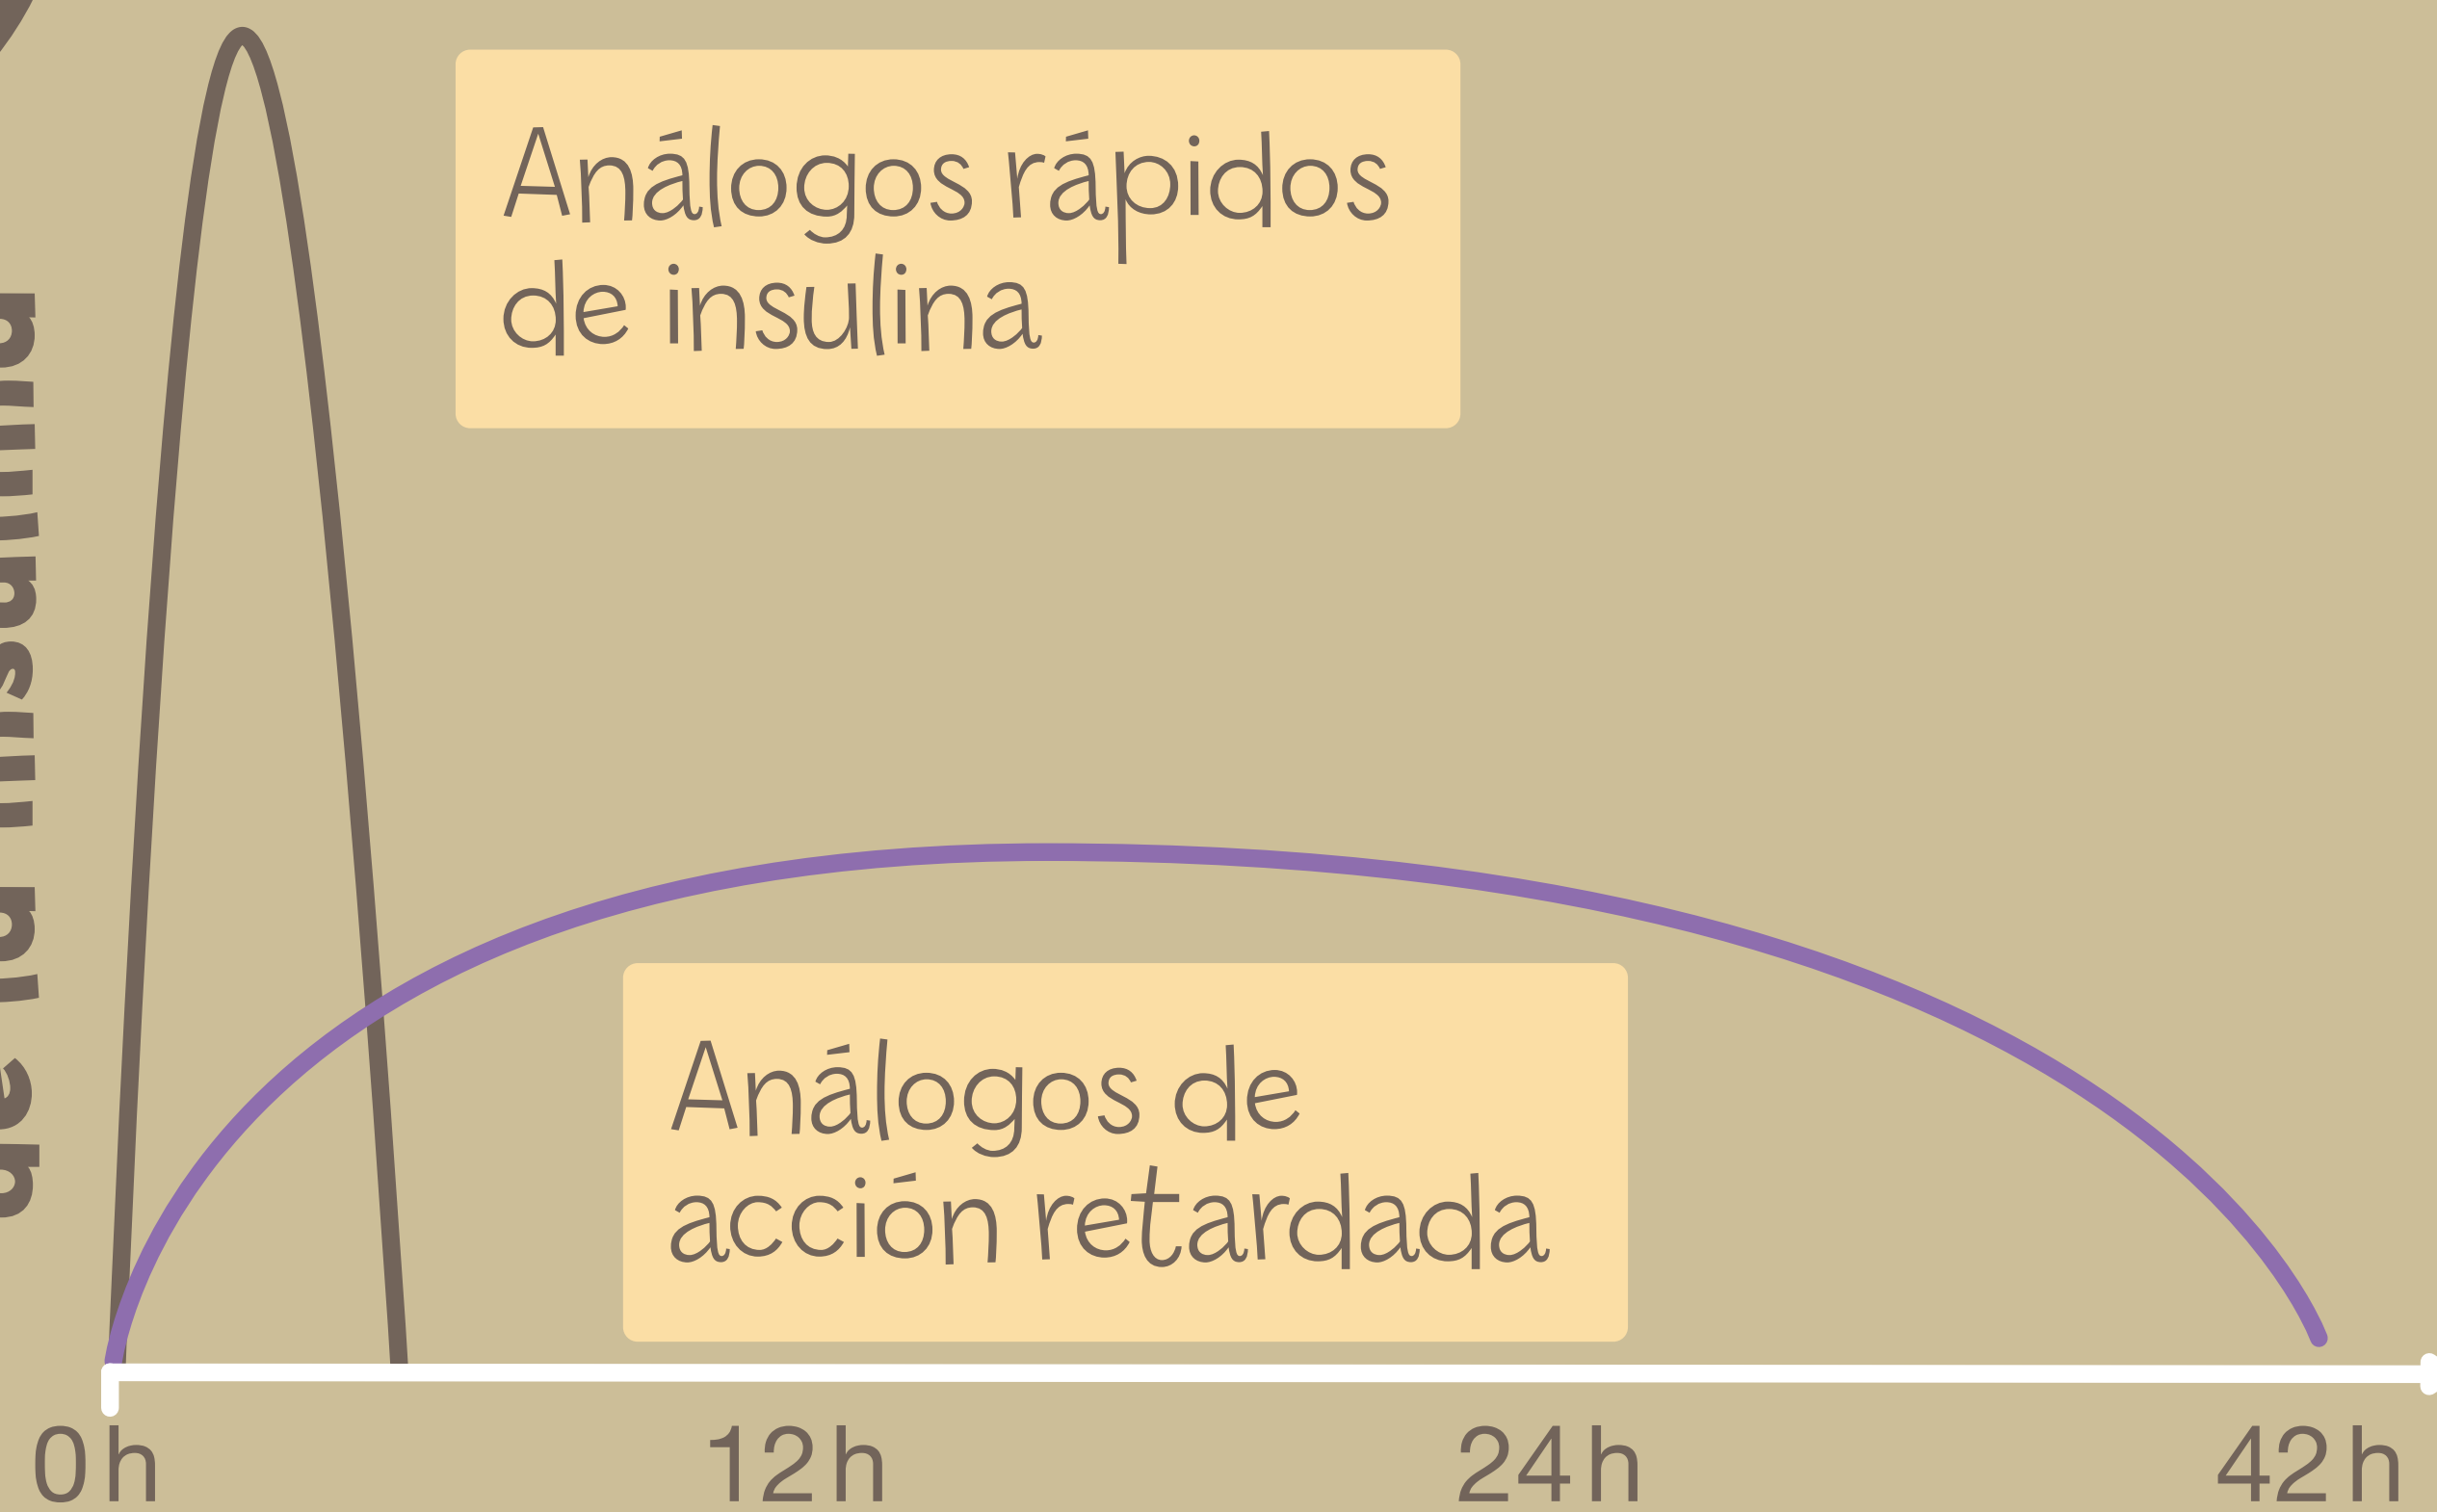 Análogos rápidos
de insulina
Análogos de
acción retardada
0h 12h 24h 42h